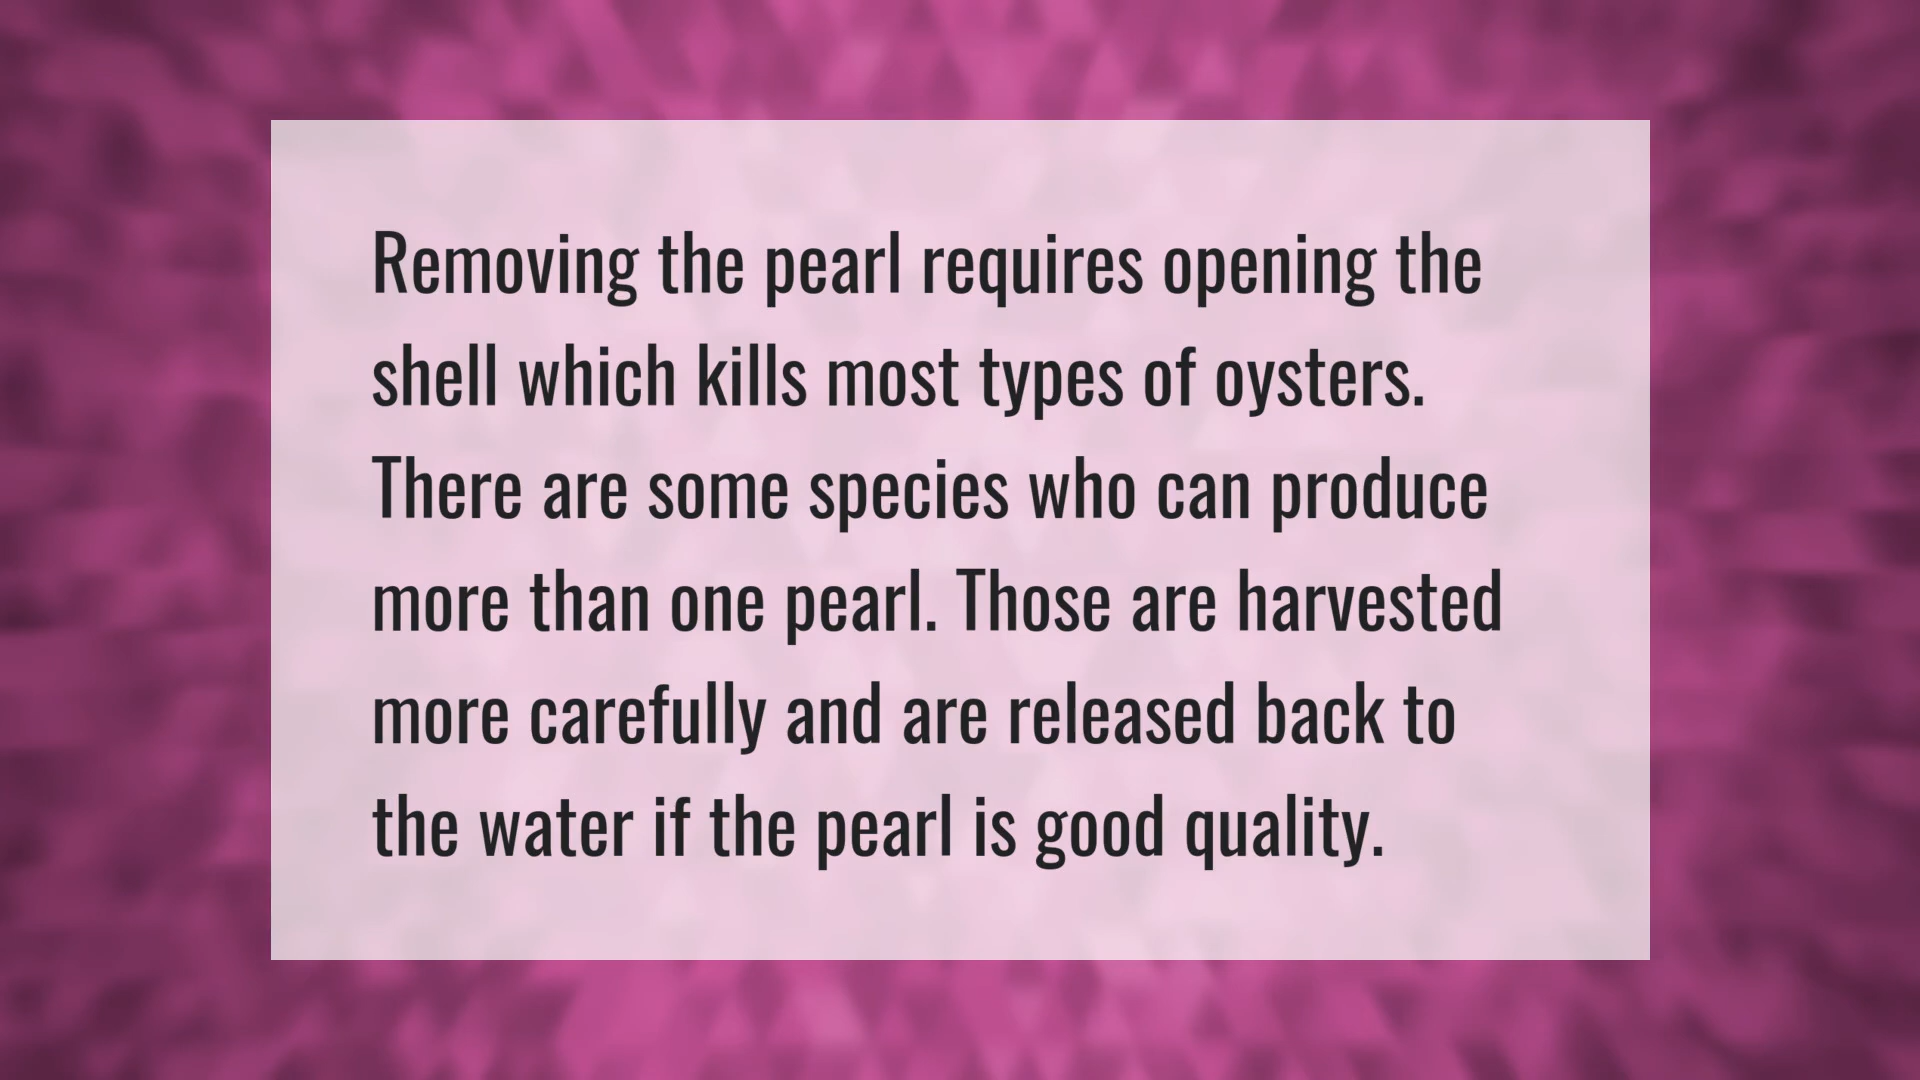 Removing the pearl requires opening the
shell which kills most types of oysters.
There are some species who can produce
more than one pearl. Those are harvested
more carefully and are released back to
the water if the pearl is good quality.